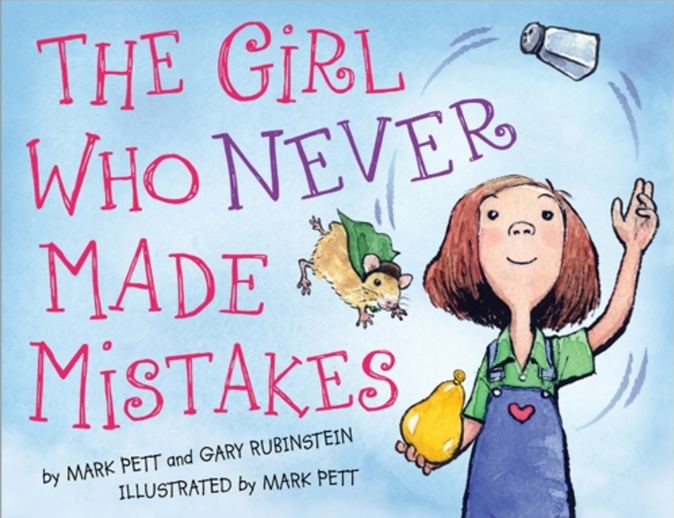 THE GiRL
WHO NEVER
MADE
MiSTAKES
by MARK PETT and GARY RUBINSTEIN
ILLUSTRATED by MARK PETT